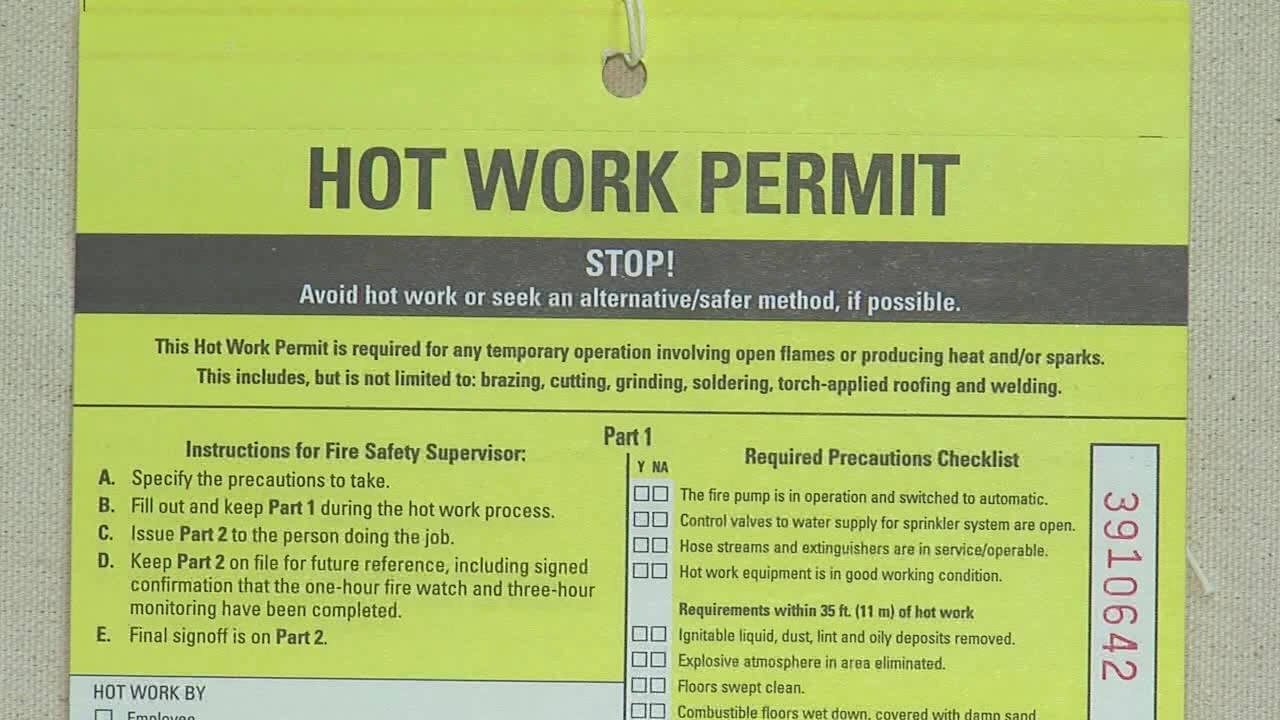 HOT WORK PERMIT
STOP!
Avoid hot work or seek an alternative/safer method, if possible.
This Hot Work Permit is required for any temporary operation involving open flames or producing heat and/or sparks.
This includes, but is not limited to: brazing, cutting, grinding, soldering, torch-applied roofing and welding.
Part 1
Instructions for Fire Safety Supervisor:
A. Specify the precautions to take.
B. Fill out and keep Part 1 during the hot work process.
C. Issue Part 2 to the person doing the job.
D. Keep Part 2 on file for future reference, including signed
confirmation that the one-hour fire watch and three-hour
monitoring have been completed.
E. Final signoff is on Part 2.
HOT WORK BY
Employee
Y NA
Required Precautions Checklist
The fire pump is in operation and switched to automatic.
Control valves to water supply for sprinkler system are open.
Hose streams and extinguishers are in service/operable.
Hot work equipment is in good working condition.
Requirements within 35 ft. (11 m) of hot work
Ignitable liquid, dust, lint and oily deposits removed.
Explosive atmosphere in area eliminated.
Floors swept clean.
Combustible floors wet down, covered with damp sand
3910642